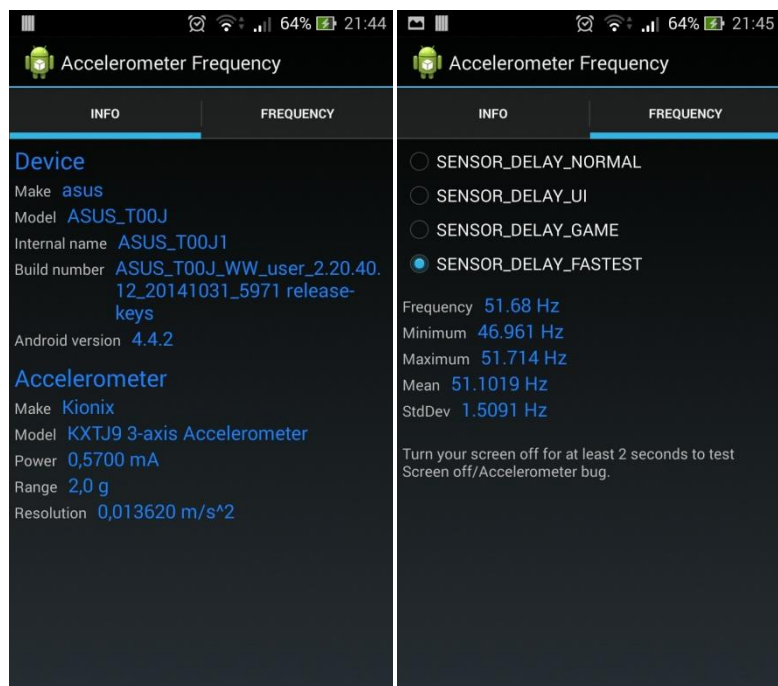 64% 21:44
Accelerometer Frequency
INFO FREQUENCY
Device
Make asus
Model ASUS_T00J
Internal name ASUS_T00J1
Build number ASUS_T00J_WW_user_2.20.40.
12_20141031_5971 release-
keys
Android version 4.4.2
Accelerometer
Make Kionix
Model KXTJ9 3-axis Accelerometer
Power 0,5700 mA
Range 2,0 g
Resolution 0,013620 m/s^2
64% 21:45
Accelerometer Frequency
INFO FREQUENCY
SENSOR_DELAY_NORMAL
SENSOR_DELAY_UI
SENSOR_DELAY_GAME
SENSOR_DELAY_FASTEST
Frequency 51.68 Hz
Minimum 46.961 Hz
Maximum 51.714 Hz
Mean 51.1019 Hz
StdDev 1.5091 Hz
Turn your screen off for at least 2 seconds to test
Screen off/Accelerometer bug.